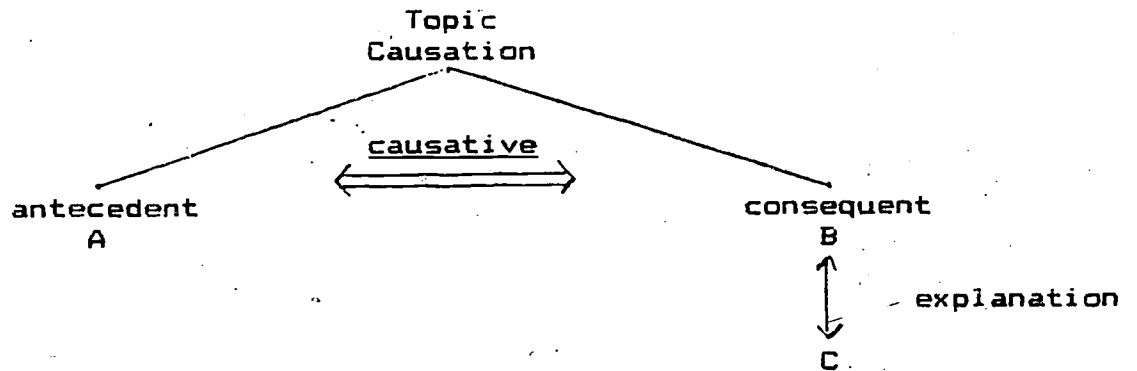 Topic
Causation
causative
antecedent
A
consequent
B
explanation
C